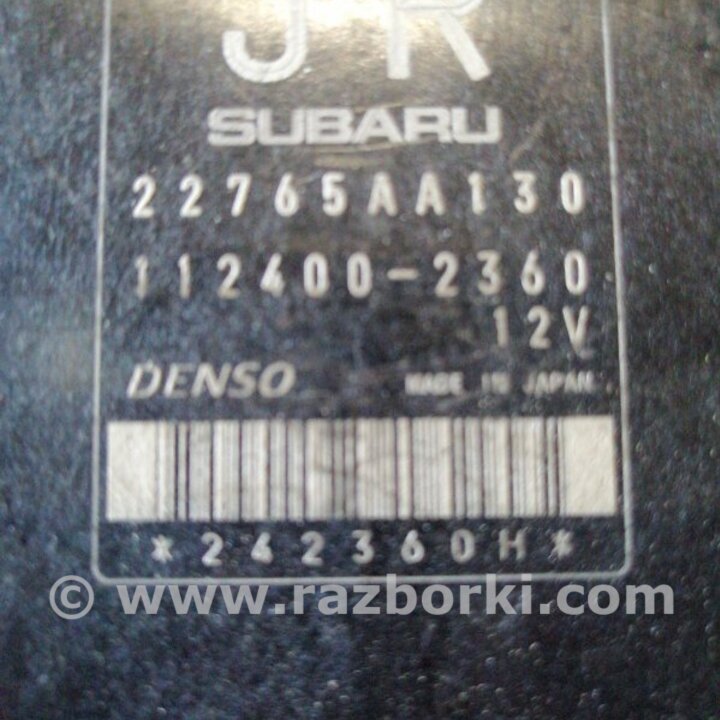 J R
SUBARU
22765AA130
112400-2360
12V
DENSO MADE IN JAPAN
*242360H*
© www.razborki.com